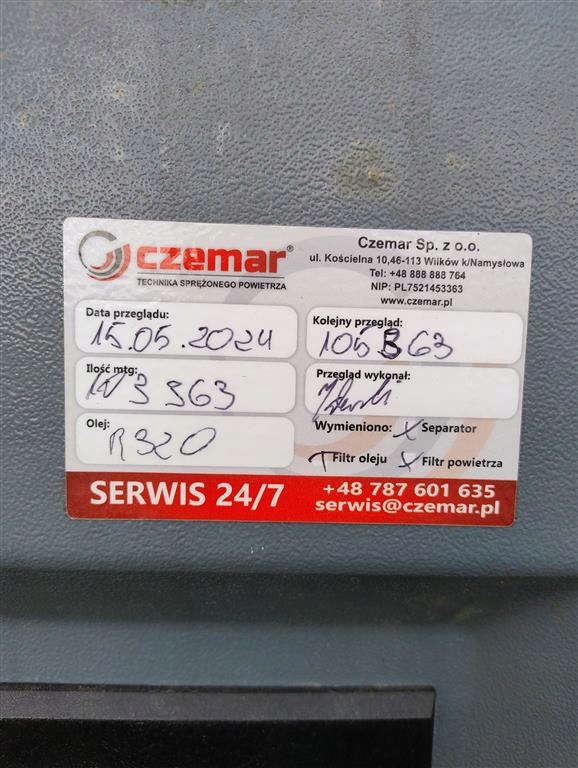 czemar®
TECHNIKA SPRĘŻONEGO POWIETRZA
Czemar Sp. z o.o.
ul. Kościelna 10,46-113 Wilków k/Namysłowa
Tel: +48 888 888 764
NIP: PL7521453363
www.czemar.pl
Data przeglądu:
15.05.2024
Kolejny przegląd:
105363
Ilość mtg:
Przegląd wykonał:
Olej:
R320
Wymieniono: x Separator
Filtr oleju x Filtr powietrza
SERWIS 24/7
+48 787 601 635
serwis@czemar.pl